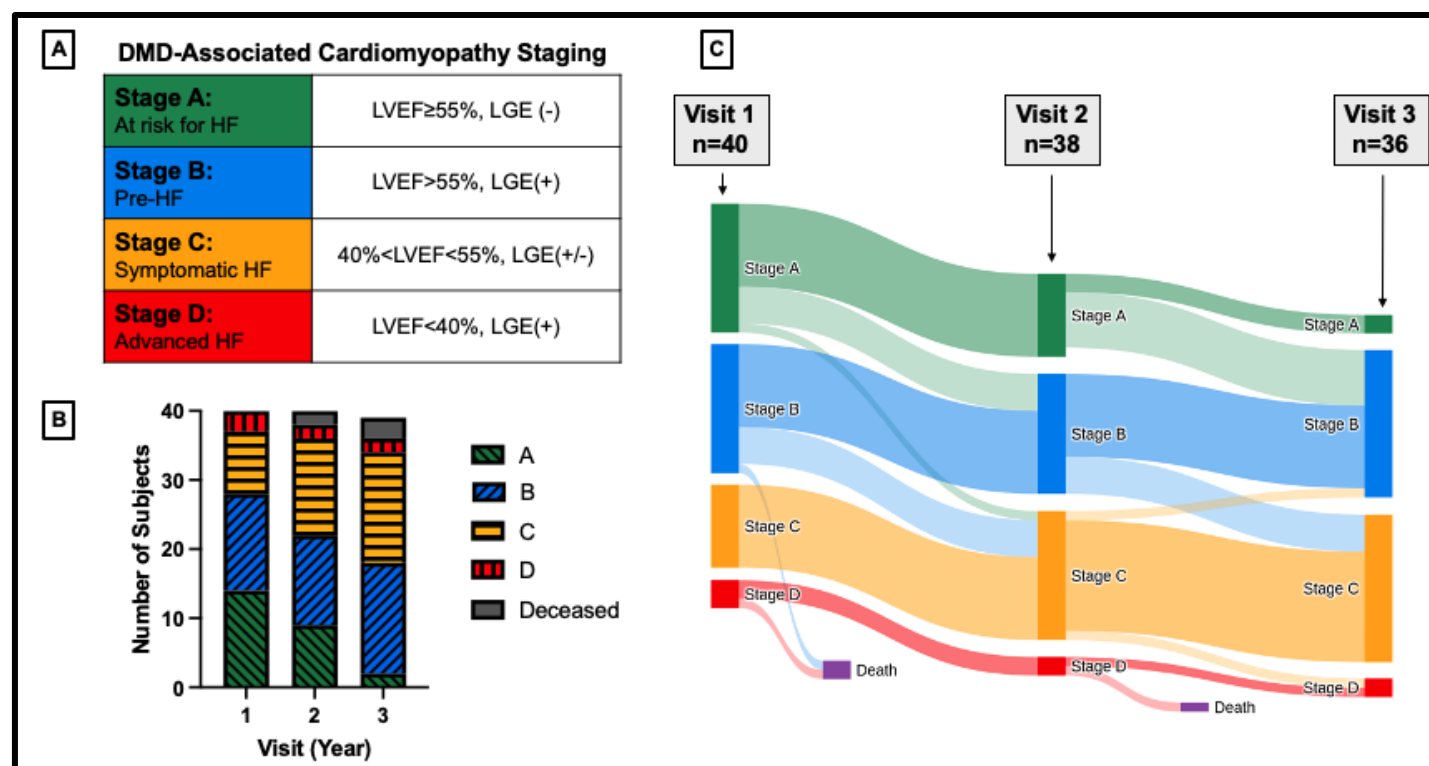 A
DMD-Associated Cardiomyopathy Staging
Stage A:
At risk for HF
LVEF≥55%, LGE (-)
Stage B:
Pre-HF
LVEF>55%, LGE(+)
Stage C:
Symptomatic HF
40%<LVEF<55%, LGE(+/-)
Stage D:
Advanced HF
LVEF<40%, LGE(+)
B
Number of Subjects
40
30
20
10
0
1 2 3
Visit (Year)
A
B
C
D
Deceased
C
Visit 1
n=40
Visit 2
n=38
Visit 3
n=36
Stage A
Stage B
Stage C
Stage D
Death
Stage A
Stage B
Stage C
Stage D
Death
Stage A
Stage B
Stage C
Stage D